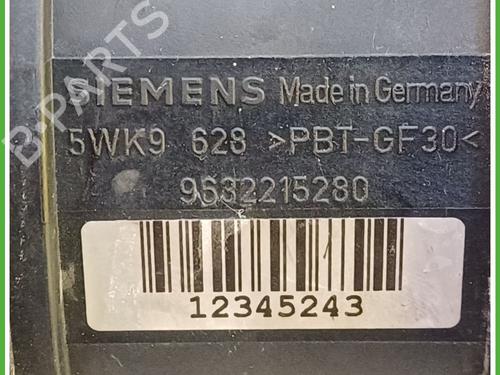 SIEMENS Made in Germany
5WK9 628 >PBT-GF30<
9632215280
12345243
B-PARTS